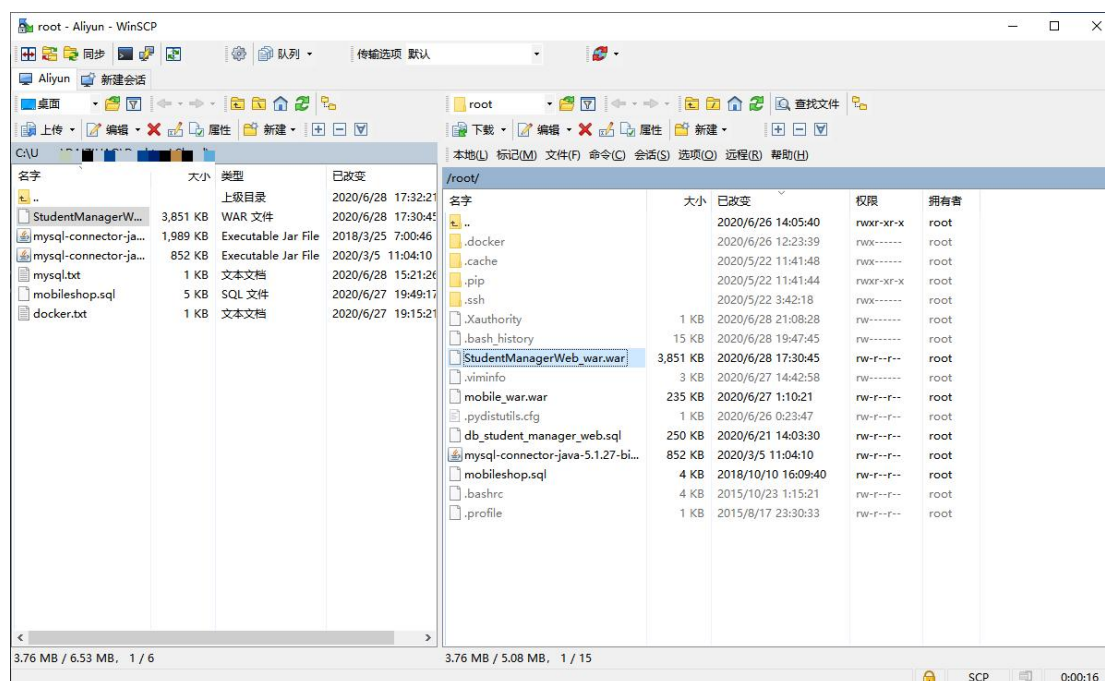 root - Aliyun - WinSCP
同步 队列 传输选项 默认
Aliyun 新建会话
桌面
上传 编辑 属性 新建
C:\U
名字 大小 类型 已改变
.. 上级目录 2020/6/28 17:32:21
StudentManagerW... 3,851 KB WAR 文件 2020/6/28 17:30:45
mysql-connector-ja... 1,989 KB Executable Jar File 2018/3/25 7:00:46
mysql-connector-ja... 852 KB Executable Jar File 2020/3/5 11:04:10
mysql.txt 1 KB 文本文档 2020/6/28 15:21:26
mobileshop.sql 5 KB SQL 文件 2020/6/27 19:49:17
docker.txt 1 KB 文本文档 2020/6/27 19:15:21
3.76 MB / 6.53 MB, 1 / 6
root 查找文件
下载 编辑 属性 新建
本地(L) 标记(M) 文件(F) 命令(C) 会话(S) 选项(O) 远程(R) 帮助(H)
/root/
名字 大小 已改变 权限 拥有者
.. 2020/6/26 14:05:40 rwxr-xr-x root
.docker 2020/6/26 12:23:39 rwx------ root
.cache 2020/5/22 11:41:48 rwx------ root
.pip 2020/5/22 11:41:44 rwxr-xr-x root
.ssh 2020/5/22 3:42:18 rwx------ root
.Xauthority 1 KB 2020/6/28 21:08:28 rw------- root
.bash_history 15 KB 2020/6/28 19:47:45 rw------- root
StudentManagerWeb_war.war 3,851 KB 2020/6/28 17:30:45 rw-r--r-- root
.viminfo 3 KB 2020/6/27 14:42:58 rw------- root
mobile_war.war 235 KB 2020/6/27 1:10:21 rw-r--r-- root
.pydistutils.cfg 1 KB 2020/6/26 0:23:47 rw-r--r-- root
db_student_manager_web.sql 250 KB 2020/6/21 14:03:30 rw-r--r-- root
mysql-connector-java-5.1.27-bi... 852 KB 2020/3/5 11:04:10 rw-r--r-- root
mobileshop.sql 4 KB 2018/10/10 16:09:40 rw-r--r-- root
.bashrc 4 KB 2015/10/23 1:15:21 rw-r--r-- root
.profile 1 KB 2015/8/17 23:30:33 rw-r--r-- root
3.76 MB / 5.08 MB, 1 / 15
SCP 0:00:16